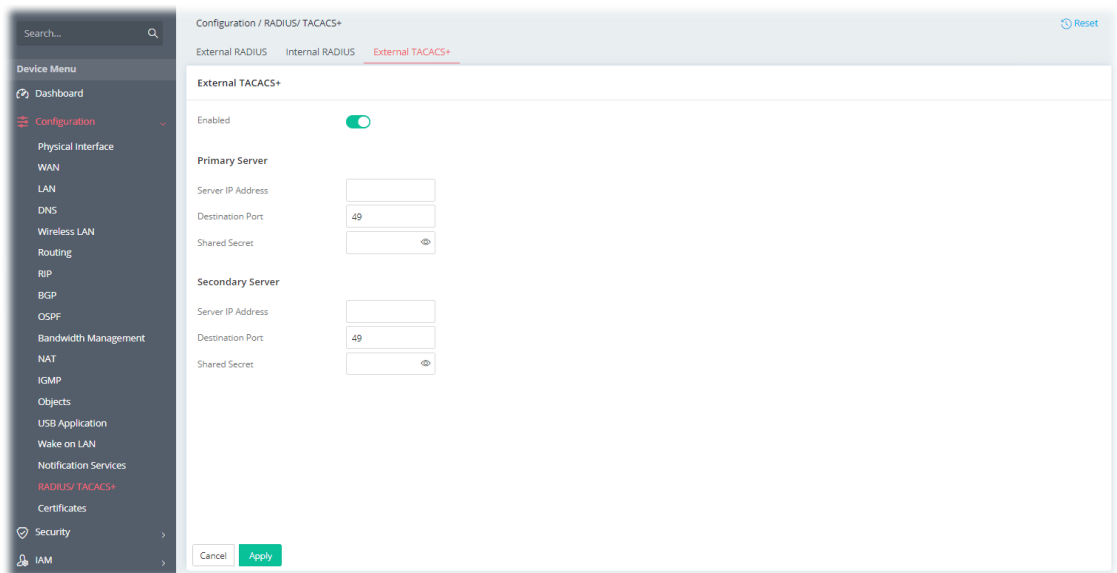 Search...
Device Menu
Dashboard
Configuration
Physical Interface
WAN
LAN
DNS
Wireless LAN
Routing
RIP
BGP
OSPF
Bandwidth Management
NAT
IGMP
Objects
USB Application
Wake on LAN
Notification Services
RADIUS/ TACACS+
Certificates
Security
IAM
Configuration / RADIUS/ TACACS+
Reset
External RADIUS Internal RADIUS External TACACS+
External TACACS+
Enabled
Primary Server
Server IP Address
Destination Port 49
Shared Secret
Secondary Server
Server IP Address
Destination Port 49
Shared Secret
Cancel Apply